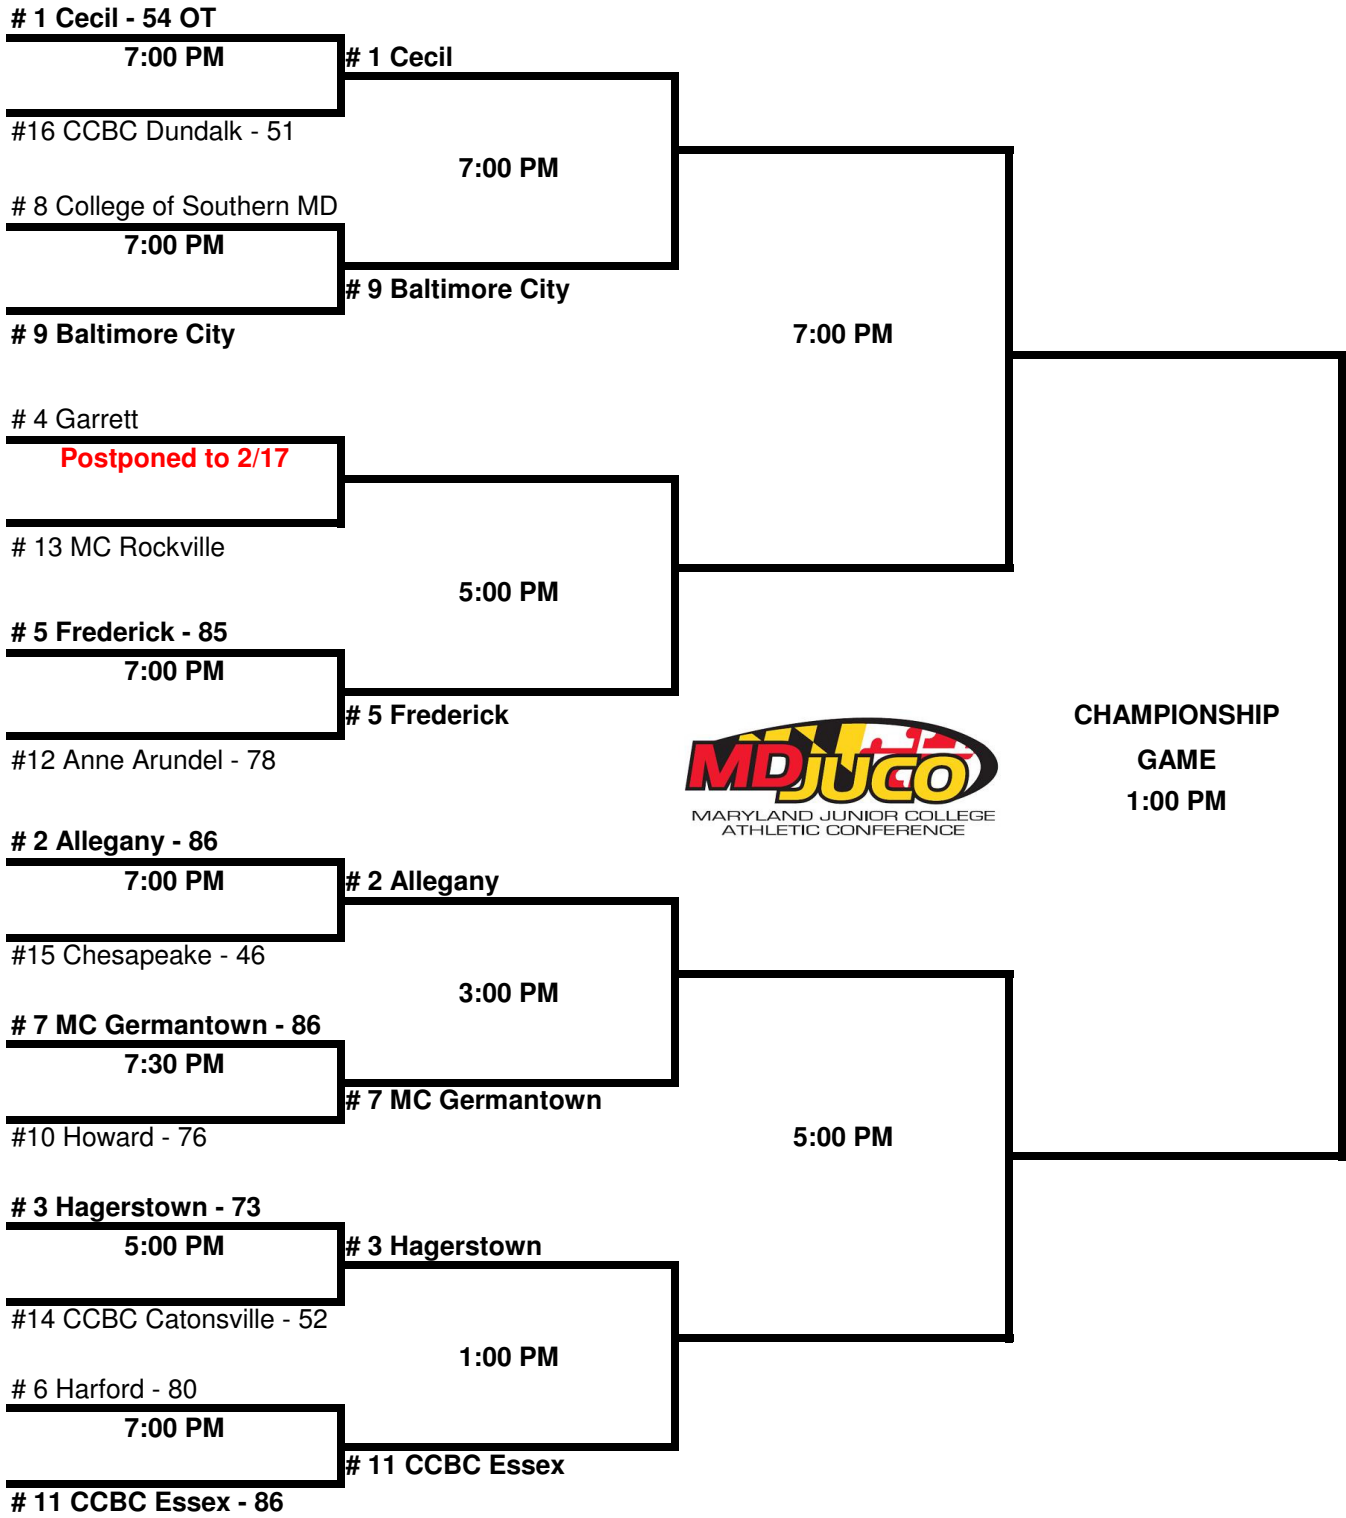 # 1 Cecil - 54 OT
7:00 PM
# 1 Cecil
#16 CCBC Dundalk - 51
7:00 PM
# 8 College of Southern MD
7:00 PM
# 9 Baltimore City
# 9 Baltimore City
7:00 PM
# 4 Garrett
Postponed to 2/17
# 13 MC Rockville
5:00 PM
# 5 Frederick - 85
7:00 PM
# 5 Frederick
#12 Anne Arundel - 78
MDJUCO
MARYLAND JUNIOR COLLEGE
ATHLETIC CONFERENCE
CHAMPIONSHIP
GAME
1:00 PM
# 2 Allegany - 86
7:00 PM
# 2 Allegany
#15 Chesapeake - 46
3:00 PM
# 7 MC Germantown - 86
7:30 PM
# 7 MC Germantown
#10 Howard - 76
5:00 PM
# 3 Hagerstown - 73
5:00 PM
# 3 Hagerstown
#14 CCBC Catonsville - 52
1:00 PM
# 6 Harford - 80
7:00 PM
# 11 CCBC Essex
# 11 CCBC Essex - 86